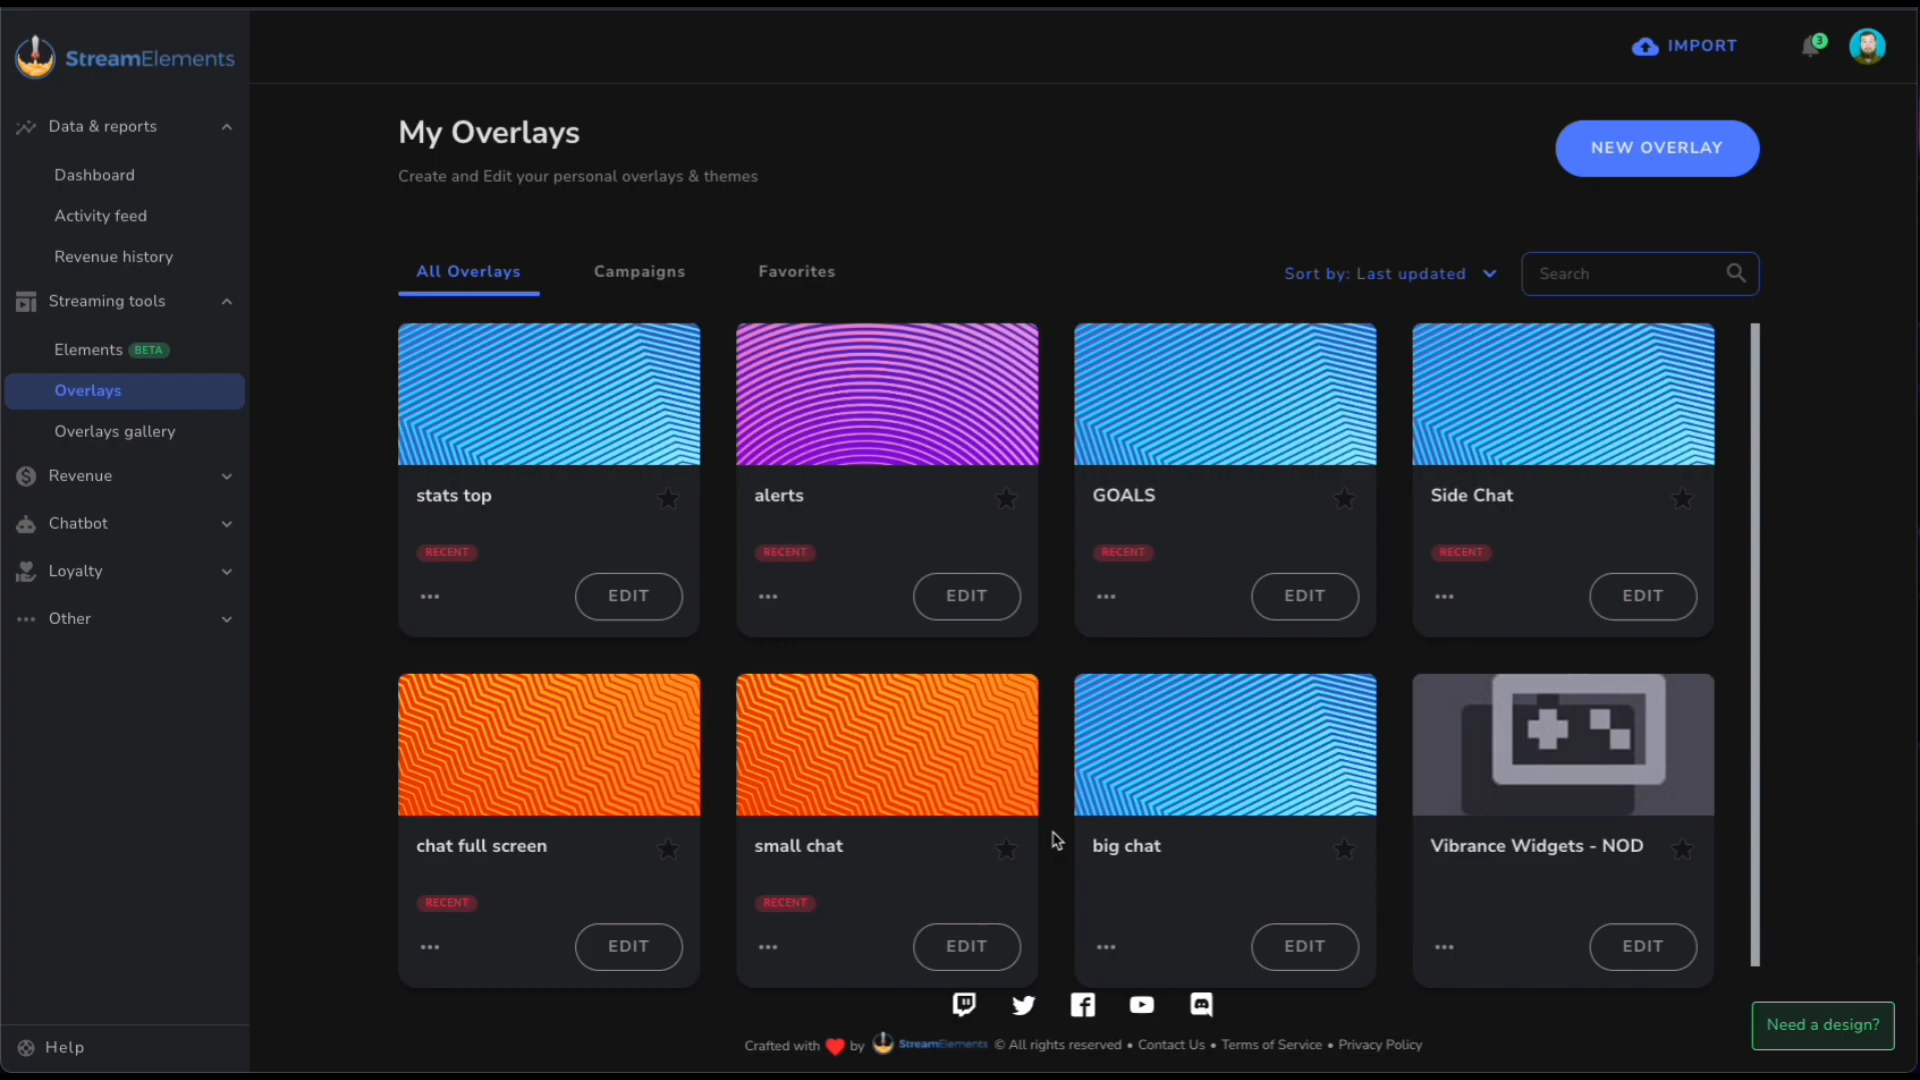 StreamElements
IMPORT
3
Data & reports
Dashboard
Activity feed
Revenue history
Streaming tools
Elements BETA
Overlays
Overlays gallery
Revenue
Chatbot
Loyalty
Other
Help
My Overlays
NEW OVERLAY
Create and Edit your personal overlays & themes
All Overlays Campaigns Favorites Sort by: Last updated Search
stats top alerts GOALS Side Chat
RECENT RECENT RECENT RECENT
EDIT EDIT EDIT EDIT
chat full screen small chat big chat Vibrance Widgets - NOD
RECENT RECENT
EDIT EDIT EDIT EDIT
Need a design?
Crafted with by StreamElements © All rights reserved • Contact Us • Terms of Service • Privacy Policy